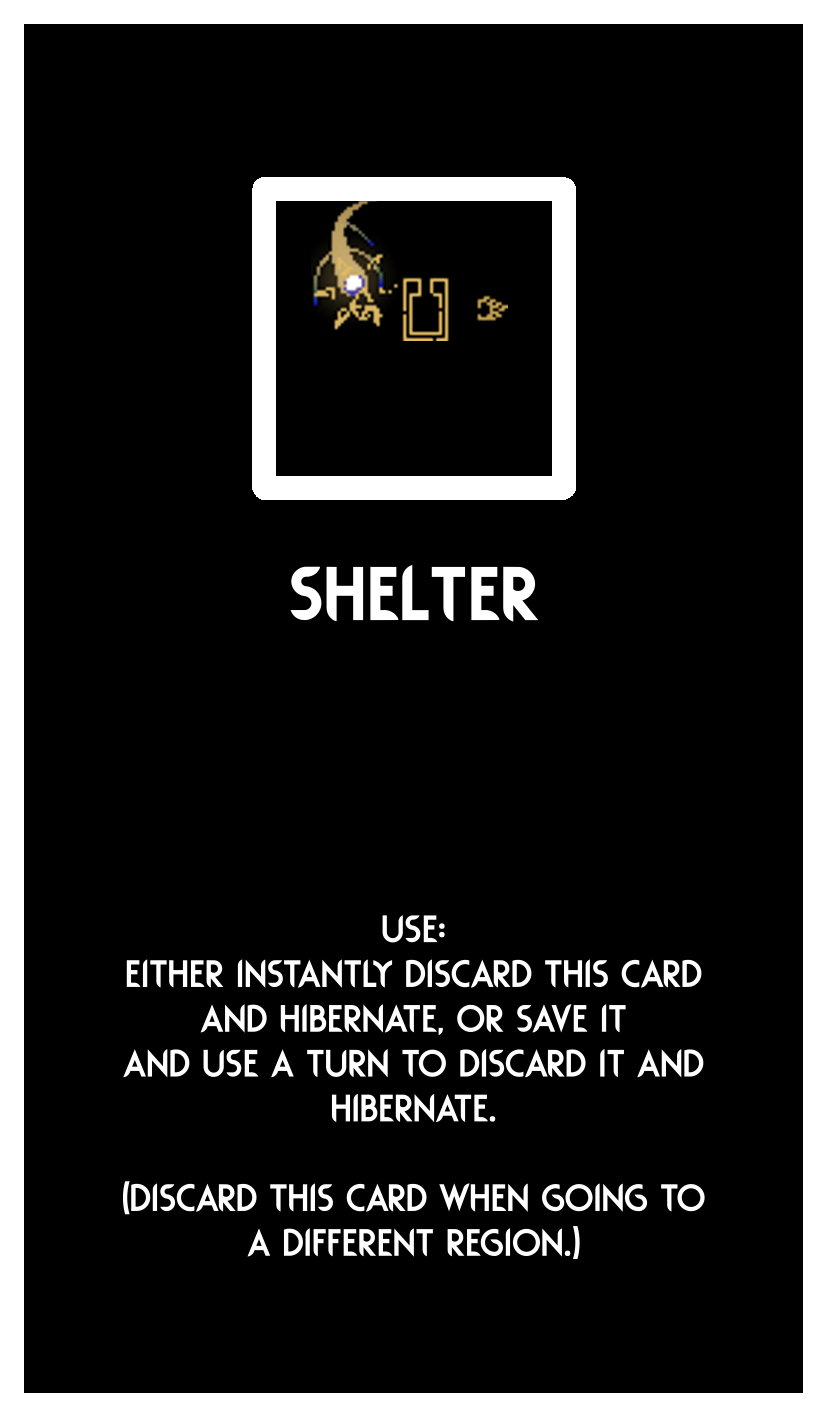 SHELTER
USE:
EITHER INSTANTLY DISCARD THIS CARD
AND HIBERNATE, OR SAVE IT
AND USE A TURN TO DISCARD IT AND
HIBERNATE.
(DISCARD THIS CARD WHEN GOING TO
A DIFFERENT REGION.)